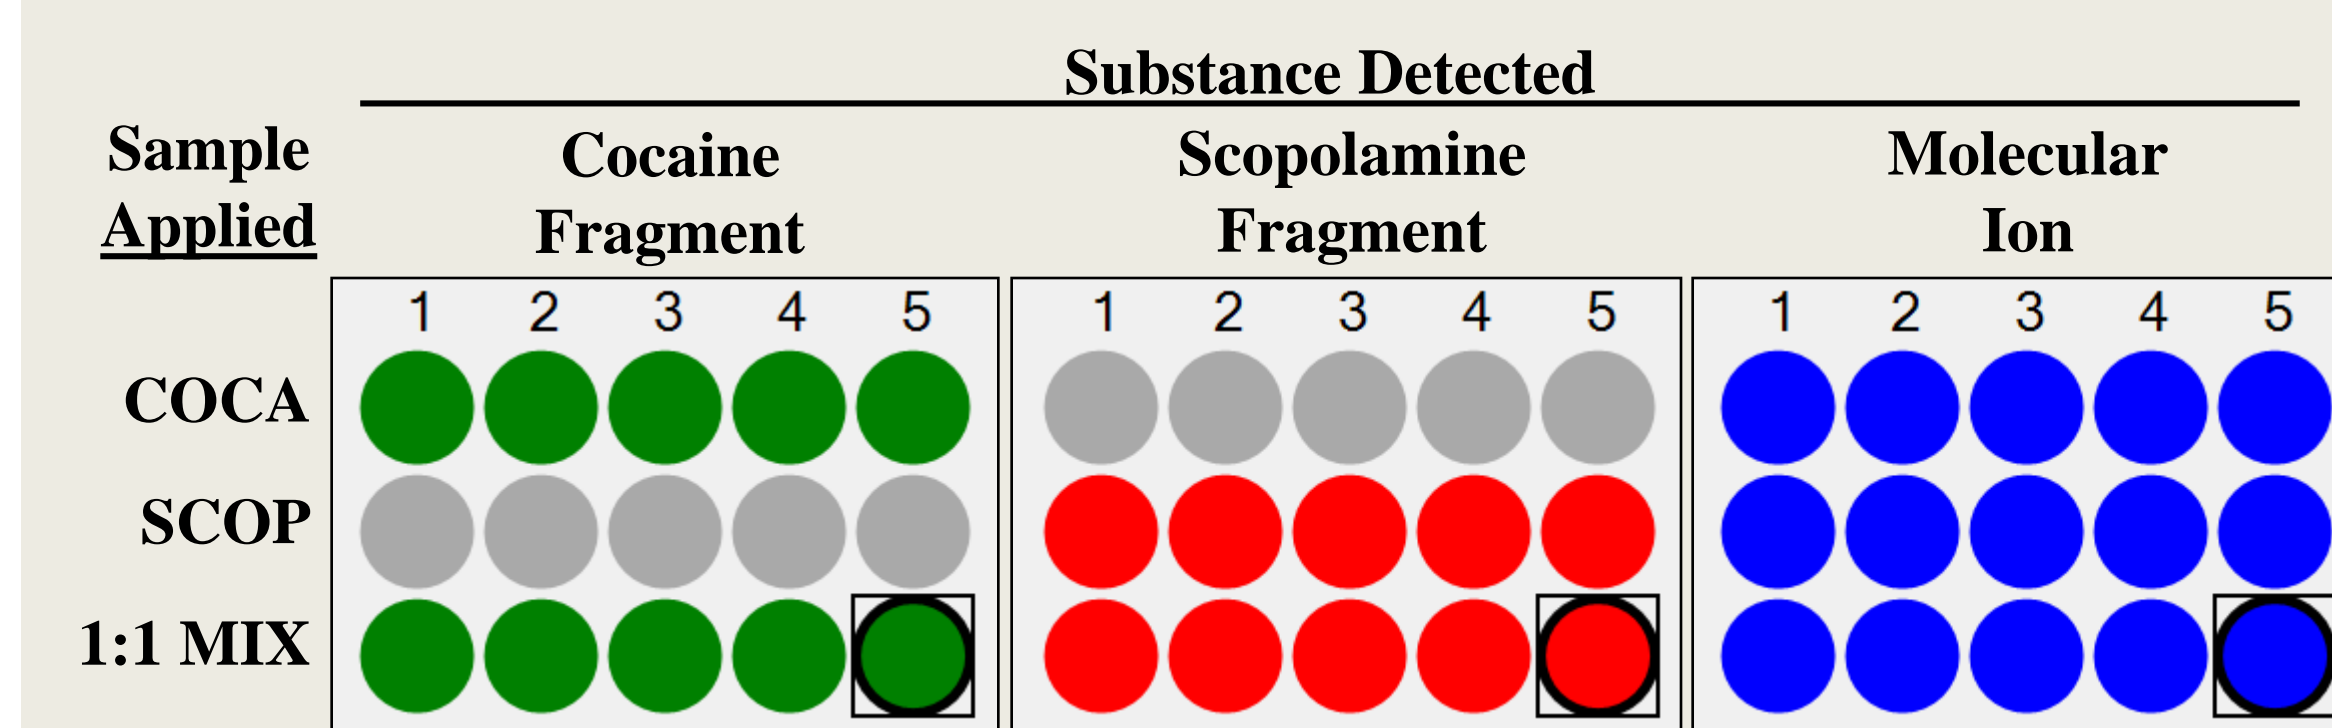 Substance Detected
Sample
Applied
Cocaine
Fragment
Scopolamine
Fragment
Molecular
Ion
1 2 3 4 5
1 2 3 4 5
1 2 3 4 5
COCA
SCOP
1:1 MIX